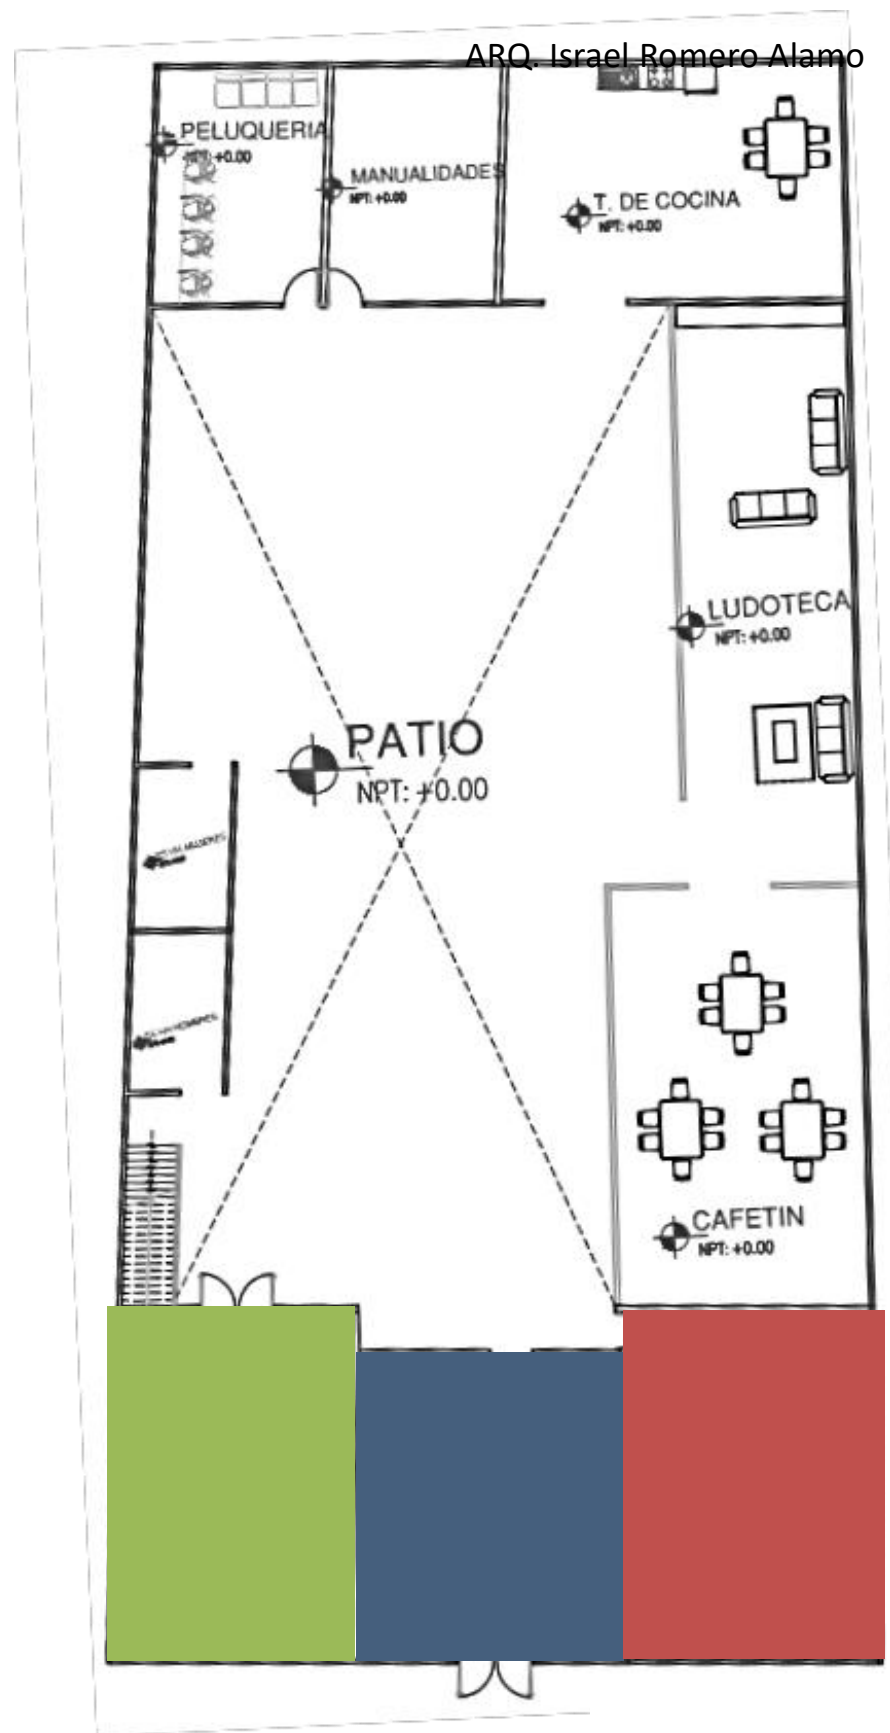 ARQ. Israel Romero Alamo
PELUQUERIA
NPT: +0.00
MANUALIDADES
NPT: +0.00
T. DE COCINA
NPT: +0.00
LUDOTECA
NPT: +0.00
PATIO
NPT: +0.00
CAFETIN
NPT: +0.00